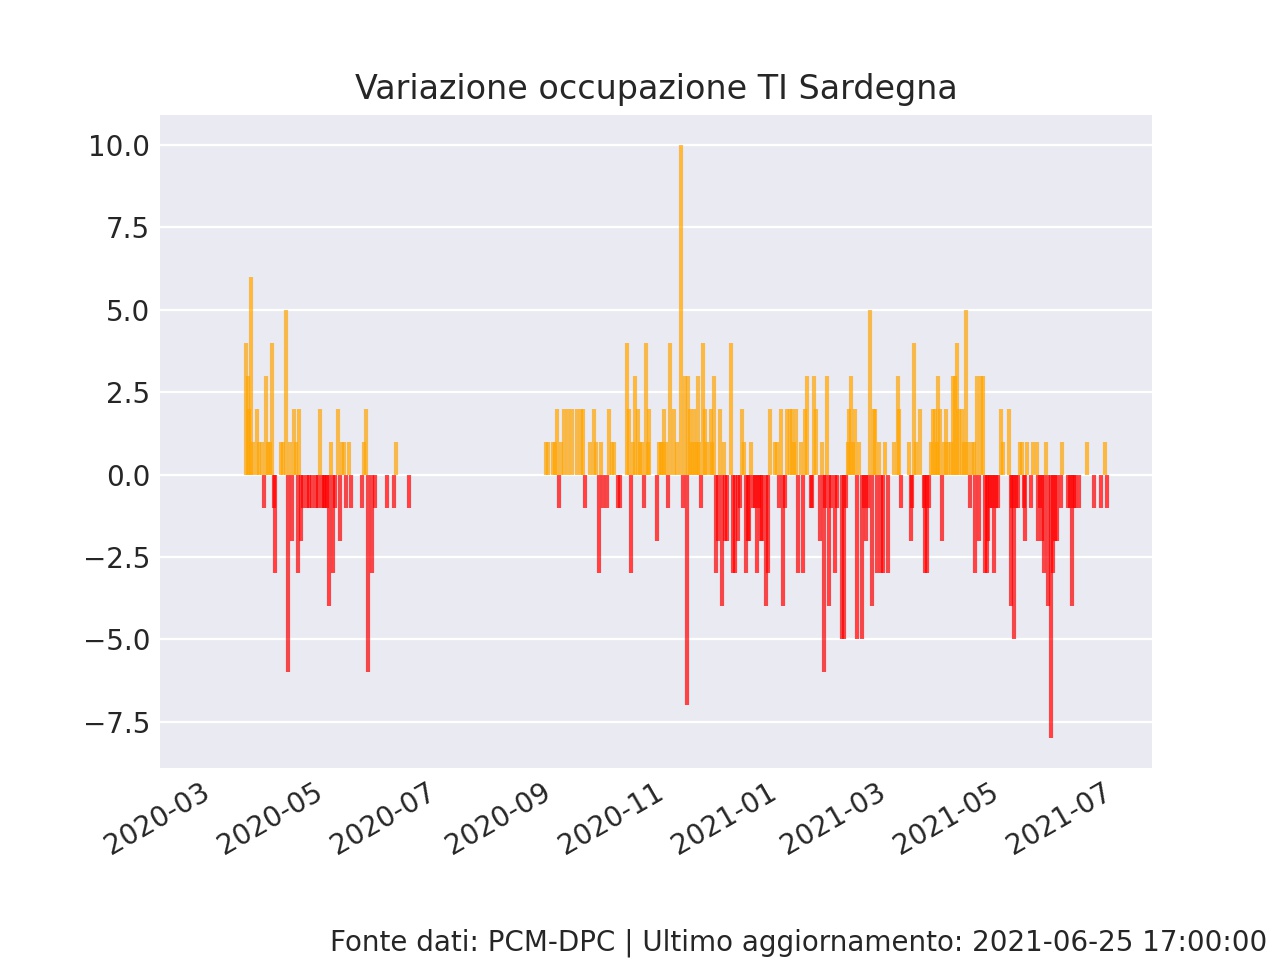 Variazione occupazione TI Sardegna
10.0
7.5
5.0
2.5
0.0
−2.5
−5.0
−7.5
2020-03 2020-05 2020-07 2020-09 2020-11 2021-01 2021-03 2021-05 2021-07
Fonte dati: PCM-DPC | Ultimo aggiornamento: 2021-06-25 17:00:00